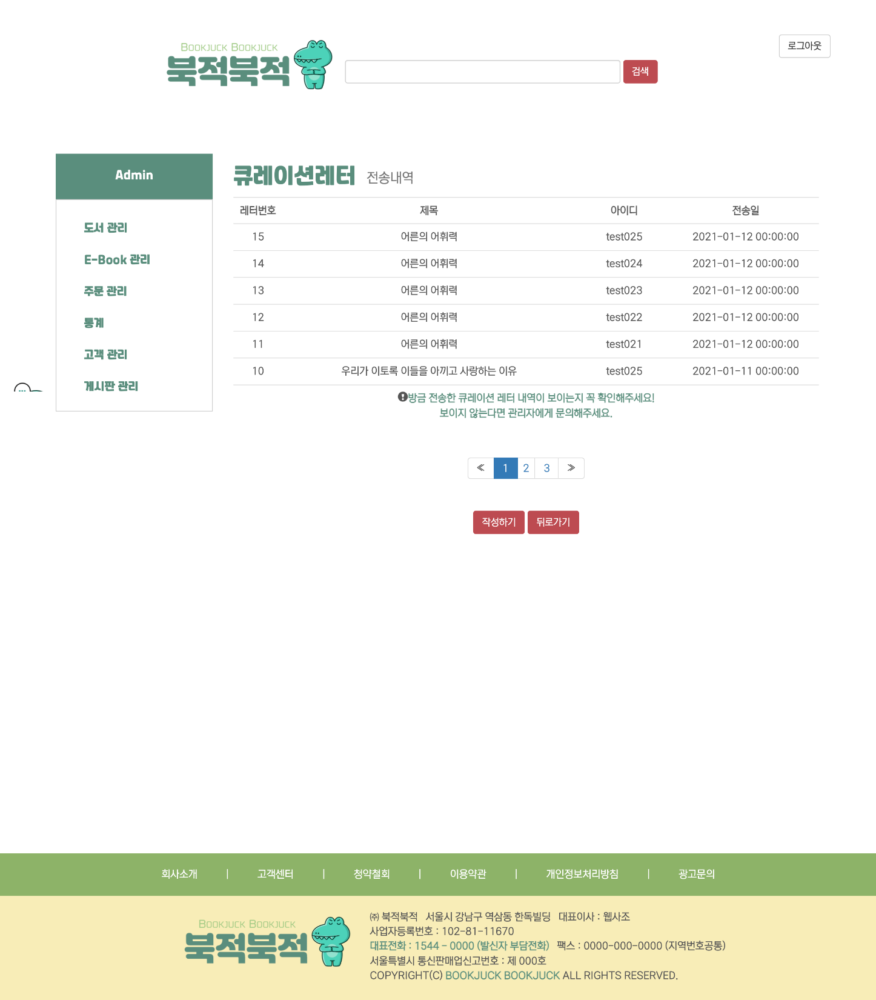 BOOKJUCK BOOKJUCK
북적북적
검색
로그아웃
Admin
도서 관리
E-Book 관리
주문 관리
통계
고객 관리
게시판 관리
큐레이션레터 전송내역
레터번호 제목 아이디 전송일
15 어른의 어휘력 test025 2021-01-12 00:00:00
14 어른의 어휘력 test024 2021-01-12 00:00:00
13 어른의 어휘력 test023 2021-01-12 00:00:00
12 어른의 어휘력 test022 2021-01-12 00:00:00
11 어른의 어휘력 test021 2021-01-12 00:00:00
10 우리가 이토록 이들을 아끼고 사랑하는 이유 test025 2021-01-11 00:00:00
방금 전송한 큐레이션 레터 내역이 보이는지 꼭 확인해주세요!
보이지 않는다면 관리자에게 문의해주세요.
« 1 2 3 »
작성하기 뒤로가기
회사소개 | 고객센터 | 청약철회 | 이용약관 | 개인정보처리방침 | 광고문의
BOOKJUCK BOOKJUCK
북적북적
㈜ 북적북적 서울시 강남구 역삼동 한독빌딩 대표이사 : 웹사조
사업자등록번호 : 102-81-11670
대표전화 : 1544 - 0000 (발신자 부담전화) 팩스 : 0000-000-0000 (지역번호공통)
서울특별시 통신판매업신고번호 : 제 000호
COPYRIGHT(C) BOOKJUCK BOOKJUCK ALL RIGHTS RESERVED.